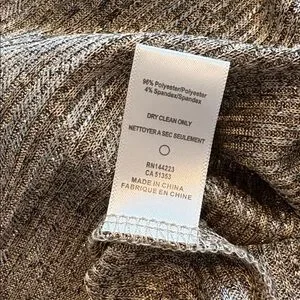 96% Polyester/Polyester
4% Spandex/Spandex
DRY CLEAN ONLY
NETTOYER A SEC SEULEMENT
RN144223
CA 51353
MADE IN CHINA
FABRIQUE EN CHINE